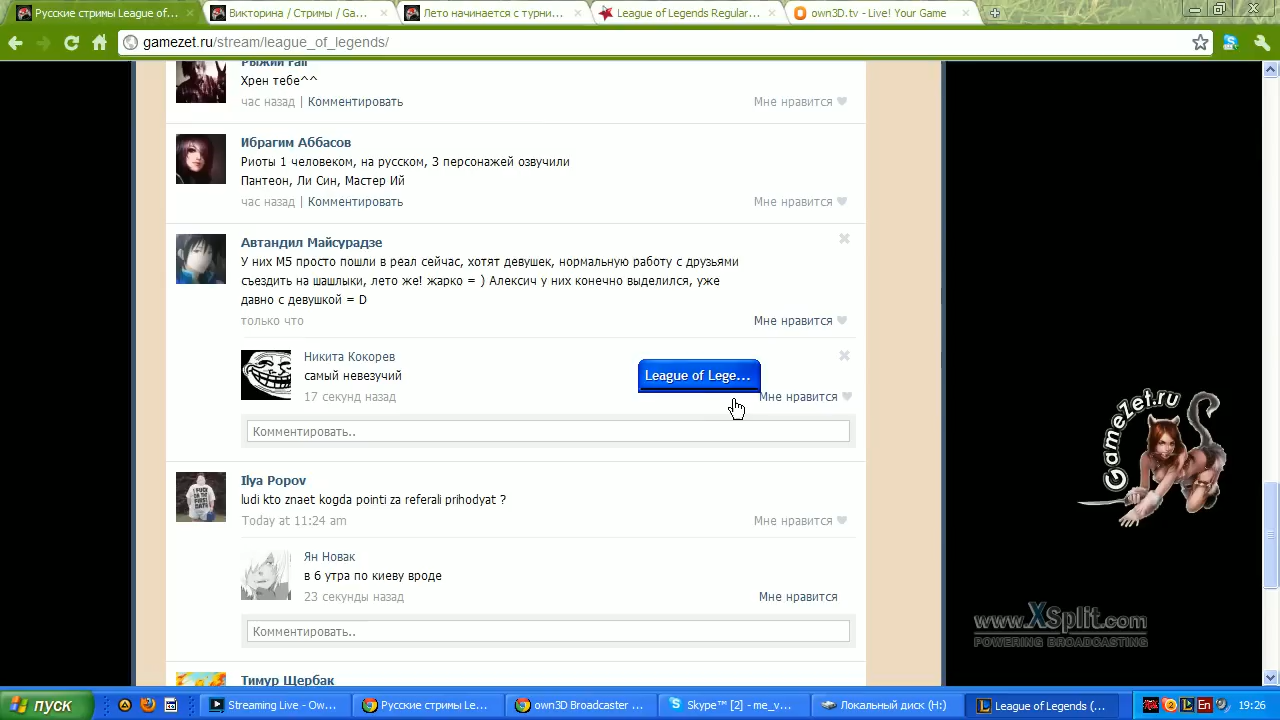 Русские стримы League of...
Викторина / Стримы / Ga...
Лето начинается с турни...
League of Legends Regular...
own3D.tv - Live! Your Game
gamezet.ru/stream/league_of_legends/
Рыжий Fall
Хрен тебе^^
час назад | Комментировать
Мне нравится
Ибрагим Аббасов
Риоты 1 человеком, на русском, 3 персонажей озвучили
Пантеон, Ли Син, Мастер Ий
час назад | Комментировать
Мне нравится
Автандил Майсурадзе
У них М5 просто пошли в реал сейчас, хотят девушек, нормальную работу с друзьями
съездить на шашлыки, лето же! жарко = ) Алексич у них конечно выделился, уже
давно с девушкой = D
только что
Мне нравится
Никита Кокорев
самый невезучий
17 секунд назад
League of Lege...
Мне нравится
Комментировать..
Ilya Popov
ludi kto znaet kogda pointi za referali prihodyat ?
Today at 11:24 am
Мне нравится
Ян Новак
в 6 утра по киеву вроде
23 секунды назад
Мне нравится
Комментировать..
Тимур Щербак
GameZet.ru
www.XSplit.com
POWERING BROADCASTING
пуск
Streaming Live - Ow...
Русские стримы Le...
own3D Broadcaster ...
Skype™ [2] - me_v...
Локальный диск (H:)
League of Legends (...
En
19:26